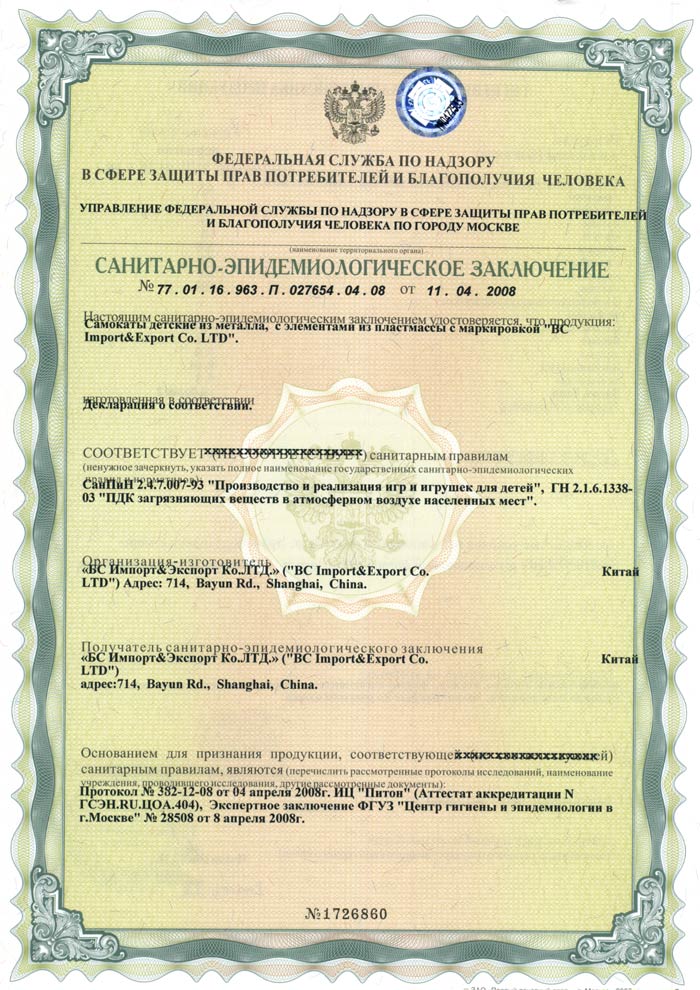 ФЕДЕРАЛЬНАЯ СЛУЖБА ПО НАДЗОРУ
В СФЕРЕ ЗАЩИТЫ ПРАВ ПОТРЕБИТЕЛЕЙ И БЛАГОПОЛУЧИЯ ЧЕЛОВЕКА
УПРАВЛЕНИЕ ФЕДЕРАЛЬНОЙ СЛУЖБЫ ПО НАДЗОРУ В СФЕРЕ ЗАЩИТЫ ПРАВ ПОТРЕБИТЕЛЕЙ
И БЛАГОПОЛУЧИЯ ЧЕЛОВЕКА ПО ГОРОДУ МОСКВЕ
(наименование территориального органа)
САНИТАРНО-ЭПИДЕМИОЛОГИЧЕСКОЕ ЗАКЛЮЧЕНИЕ
№ 77.01.16.963.П.027654.04.08 от 11.04.2008
Настоящим санитарно-эпидемиологическим заключением удостоверяется, что продукция:
Самокаты детские из металла, с элементами из пластмассы с маркировкой "BC
Import&Export Co. LTD".
изготовленная в соответствии
Декларация о соответствии.
СООТВЕТСТВУЕТ (НЕ СООТВЕТСТВУЕТ) санитарным правилам
(ненужное зачеркнуть, указать полное наименование государственных санитарно-эпидемиологических
правил и нормативов):
СанПиН 2.4.7.007-93 "Производство и реализация игр и игрушек для детей", ГН 2.1.6.1338-
03 "ПДК загрязняющих веществ в атмосферном воздухе населенных мест".
Организация-изготовитель
«БС Импорт&Экспорт Ко.ЛТД.» ("BC Import&Export Co. Китай
LTD") Адрес: 714, Bayun Rd., Shanghai, China.
Получатель санитарно-эпидемиологического заключения
«БС Импорт&Экспорт Ко.ЛТД.» ("BC Import&Export Co. Китай
LTD")
адрес:714, Bayun Rd., Shanghai, China.
Основанием для признания продукции, соответствующей
санитарным правилам, являются (перечислить рассмотренные протоколы исследований, наименование
учреждения, проводившего исследования, другие рассмотренные документы):
Протокол № 382-12-08 от 04 апреля 2008г. ИЦ "Питон" (Аттестат аккредитации N
ГСЭН.RU.ЦОА.404), Экспертное заключение ФГУЗ "Центр гигиены и эпидемиологии в
г.Москве" № 28508 от 8 апреля 2008г.
№1726860